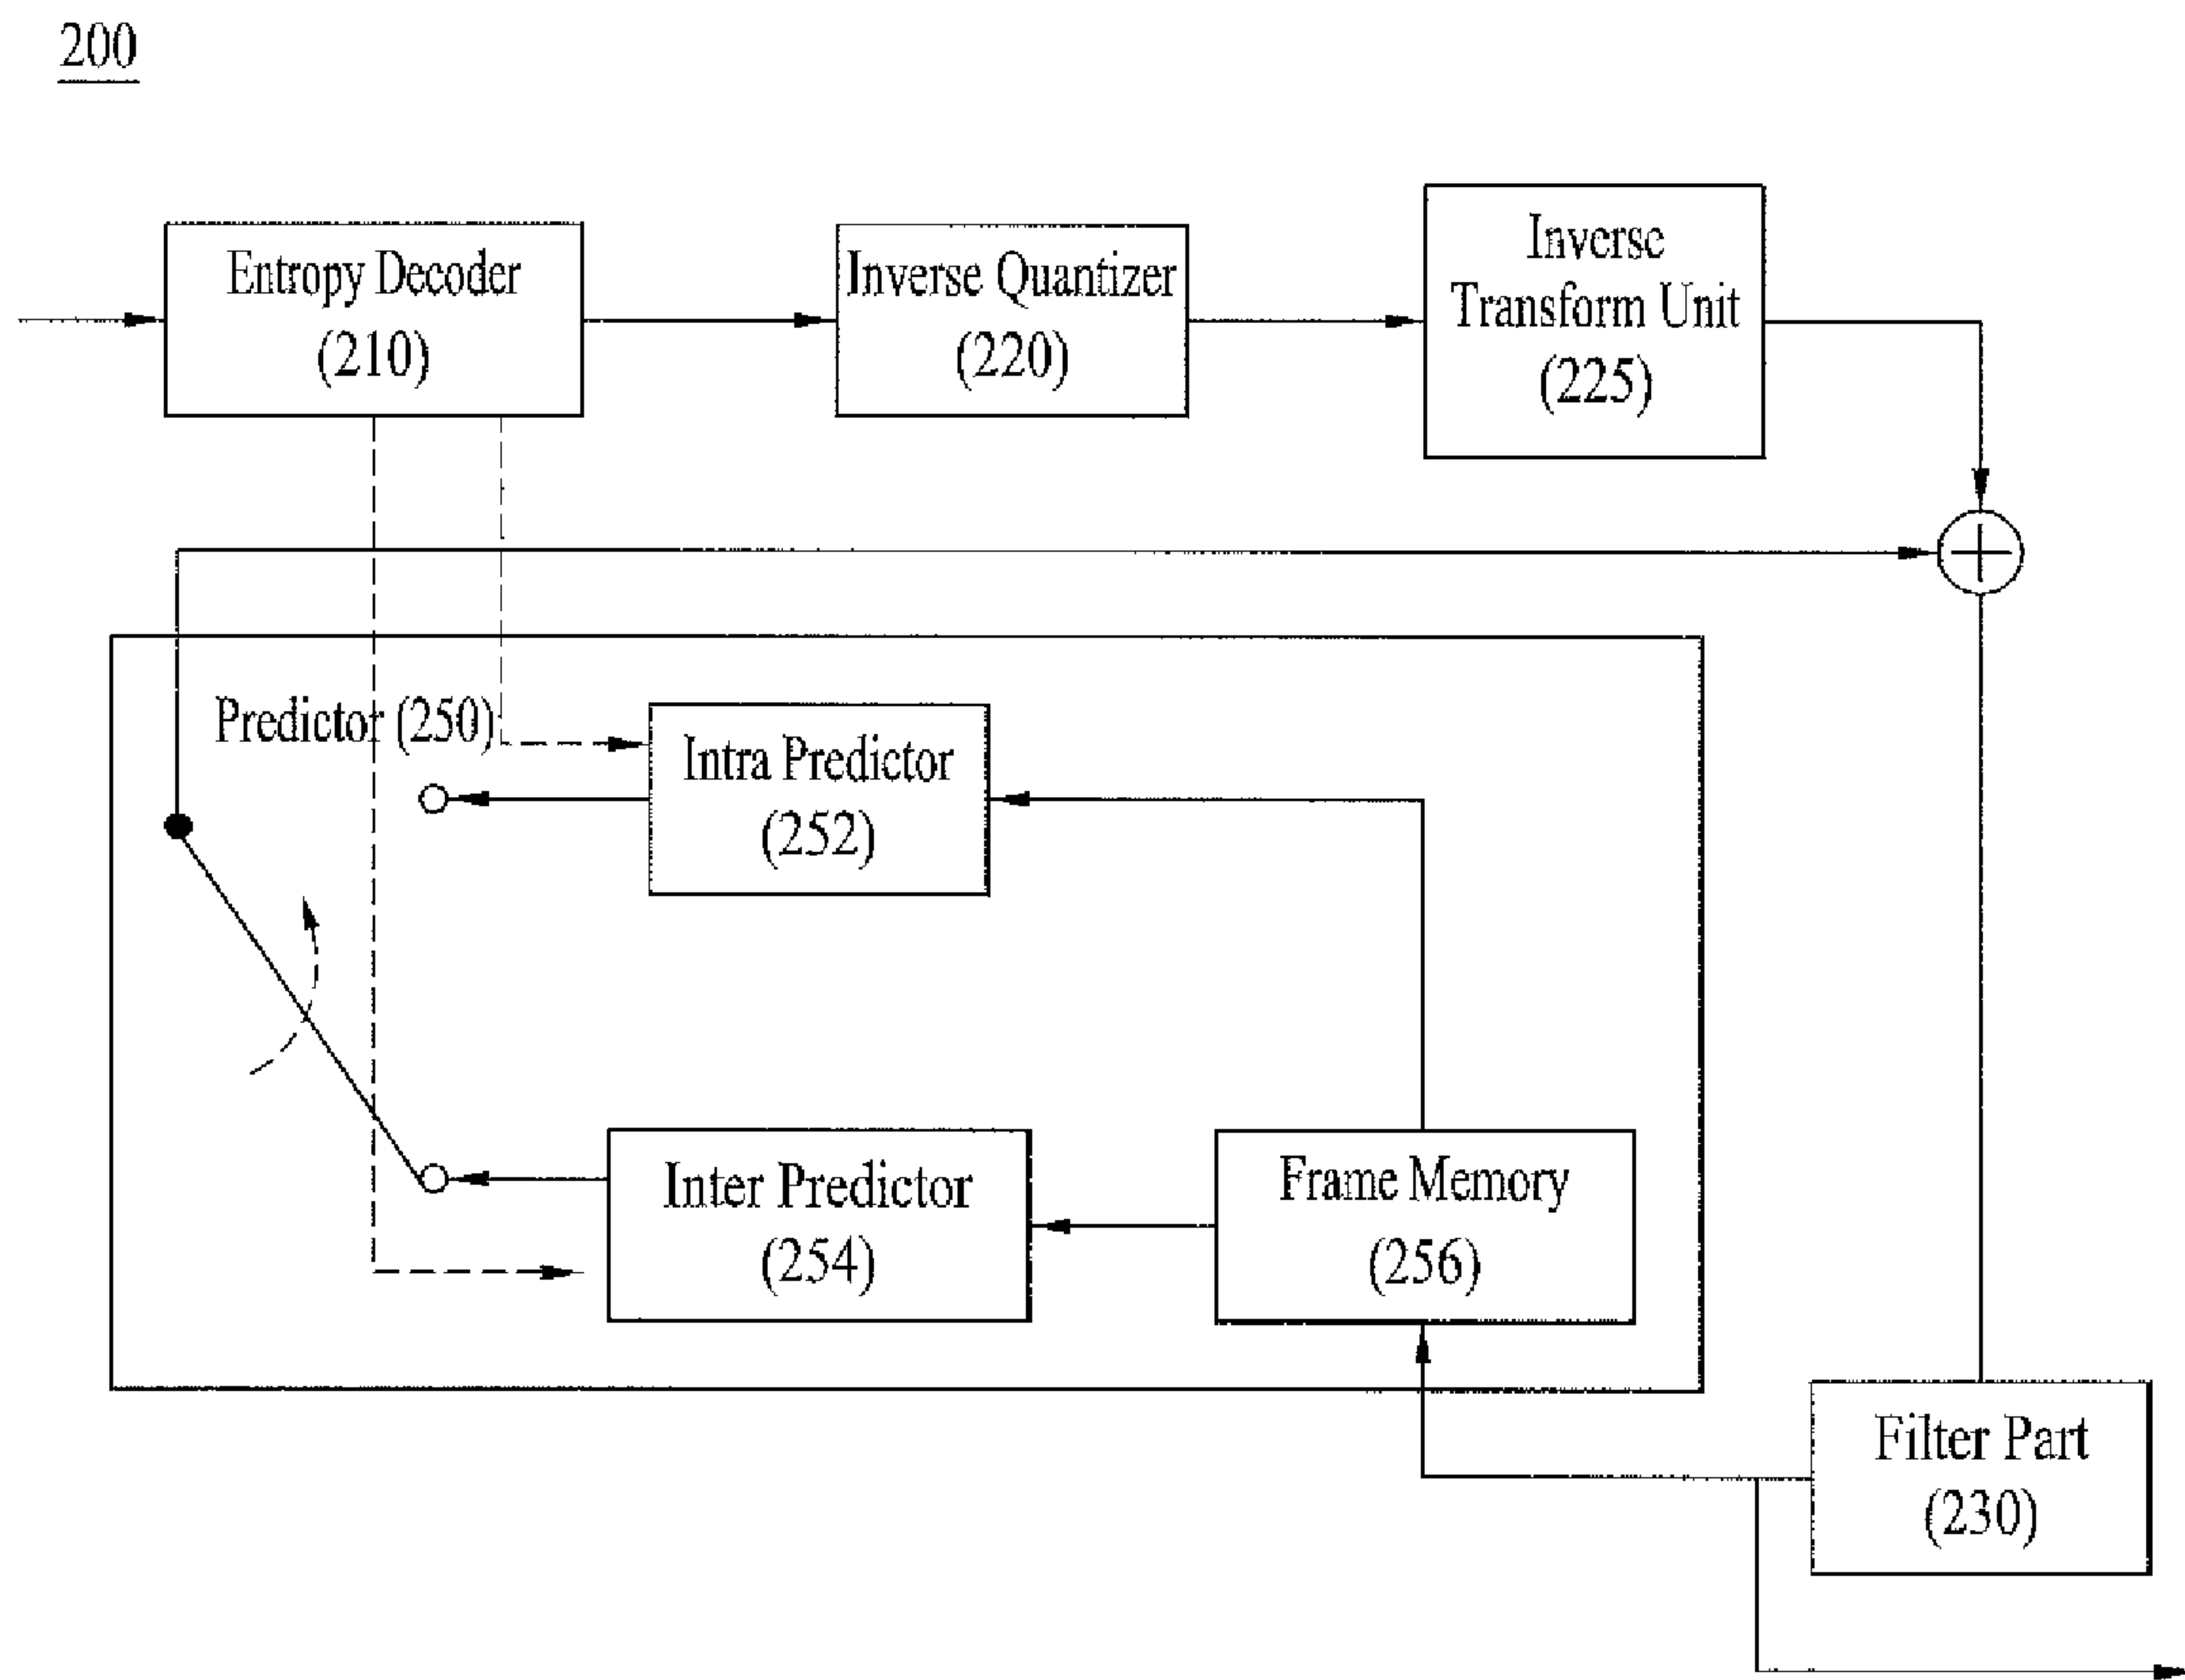 200
Entropy Decoder
(210)
Inverse Quantizer
(220)
Inverse
Transform Unit
(225)
Predictor (250)
Intra Predictor
(252)
Inter Predictor
(254)
Frame Memory
(256)
Filter Part
(230)